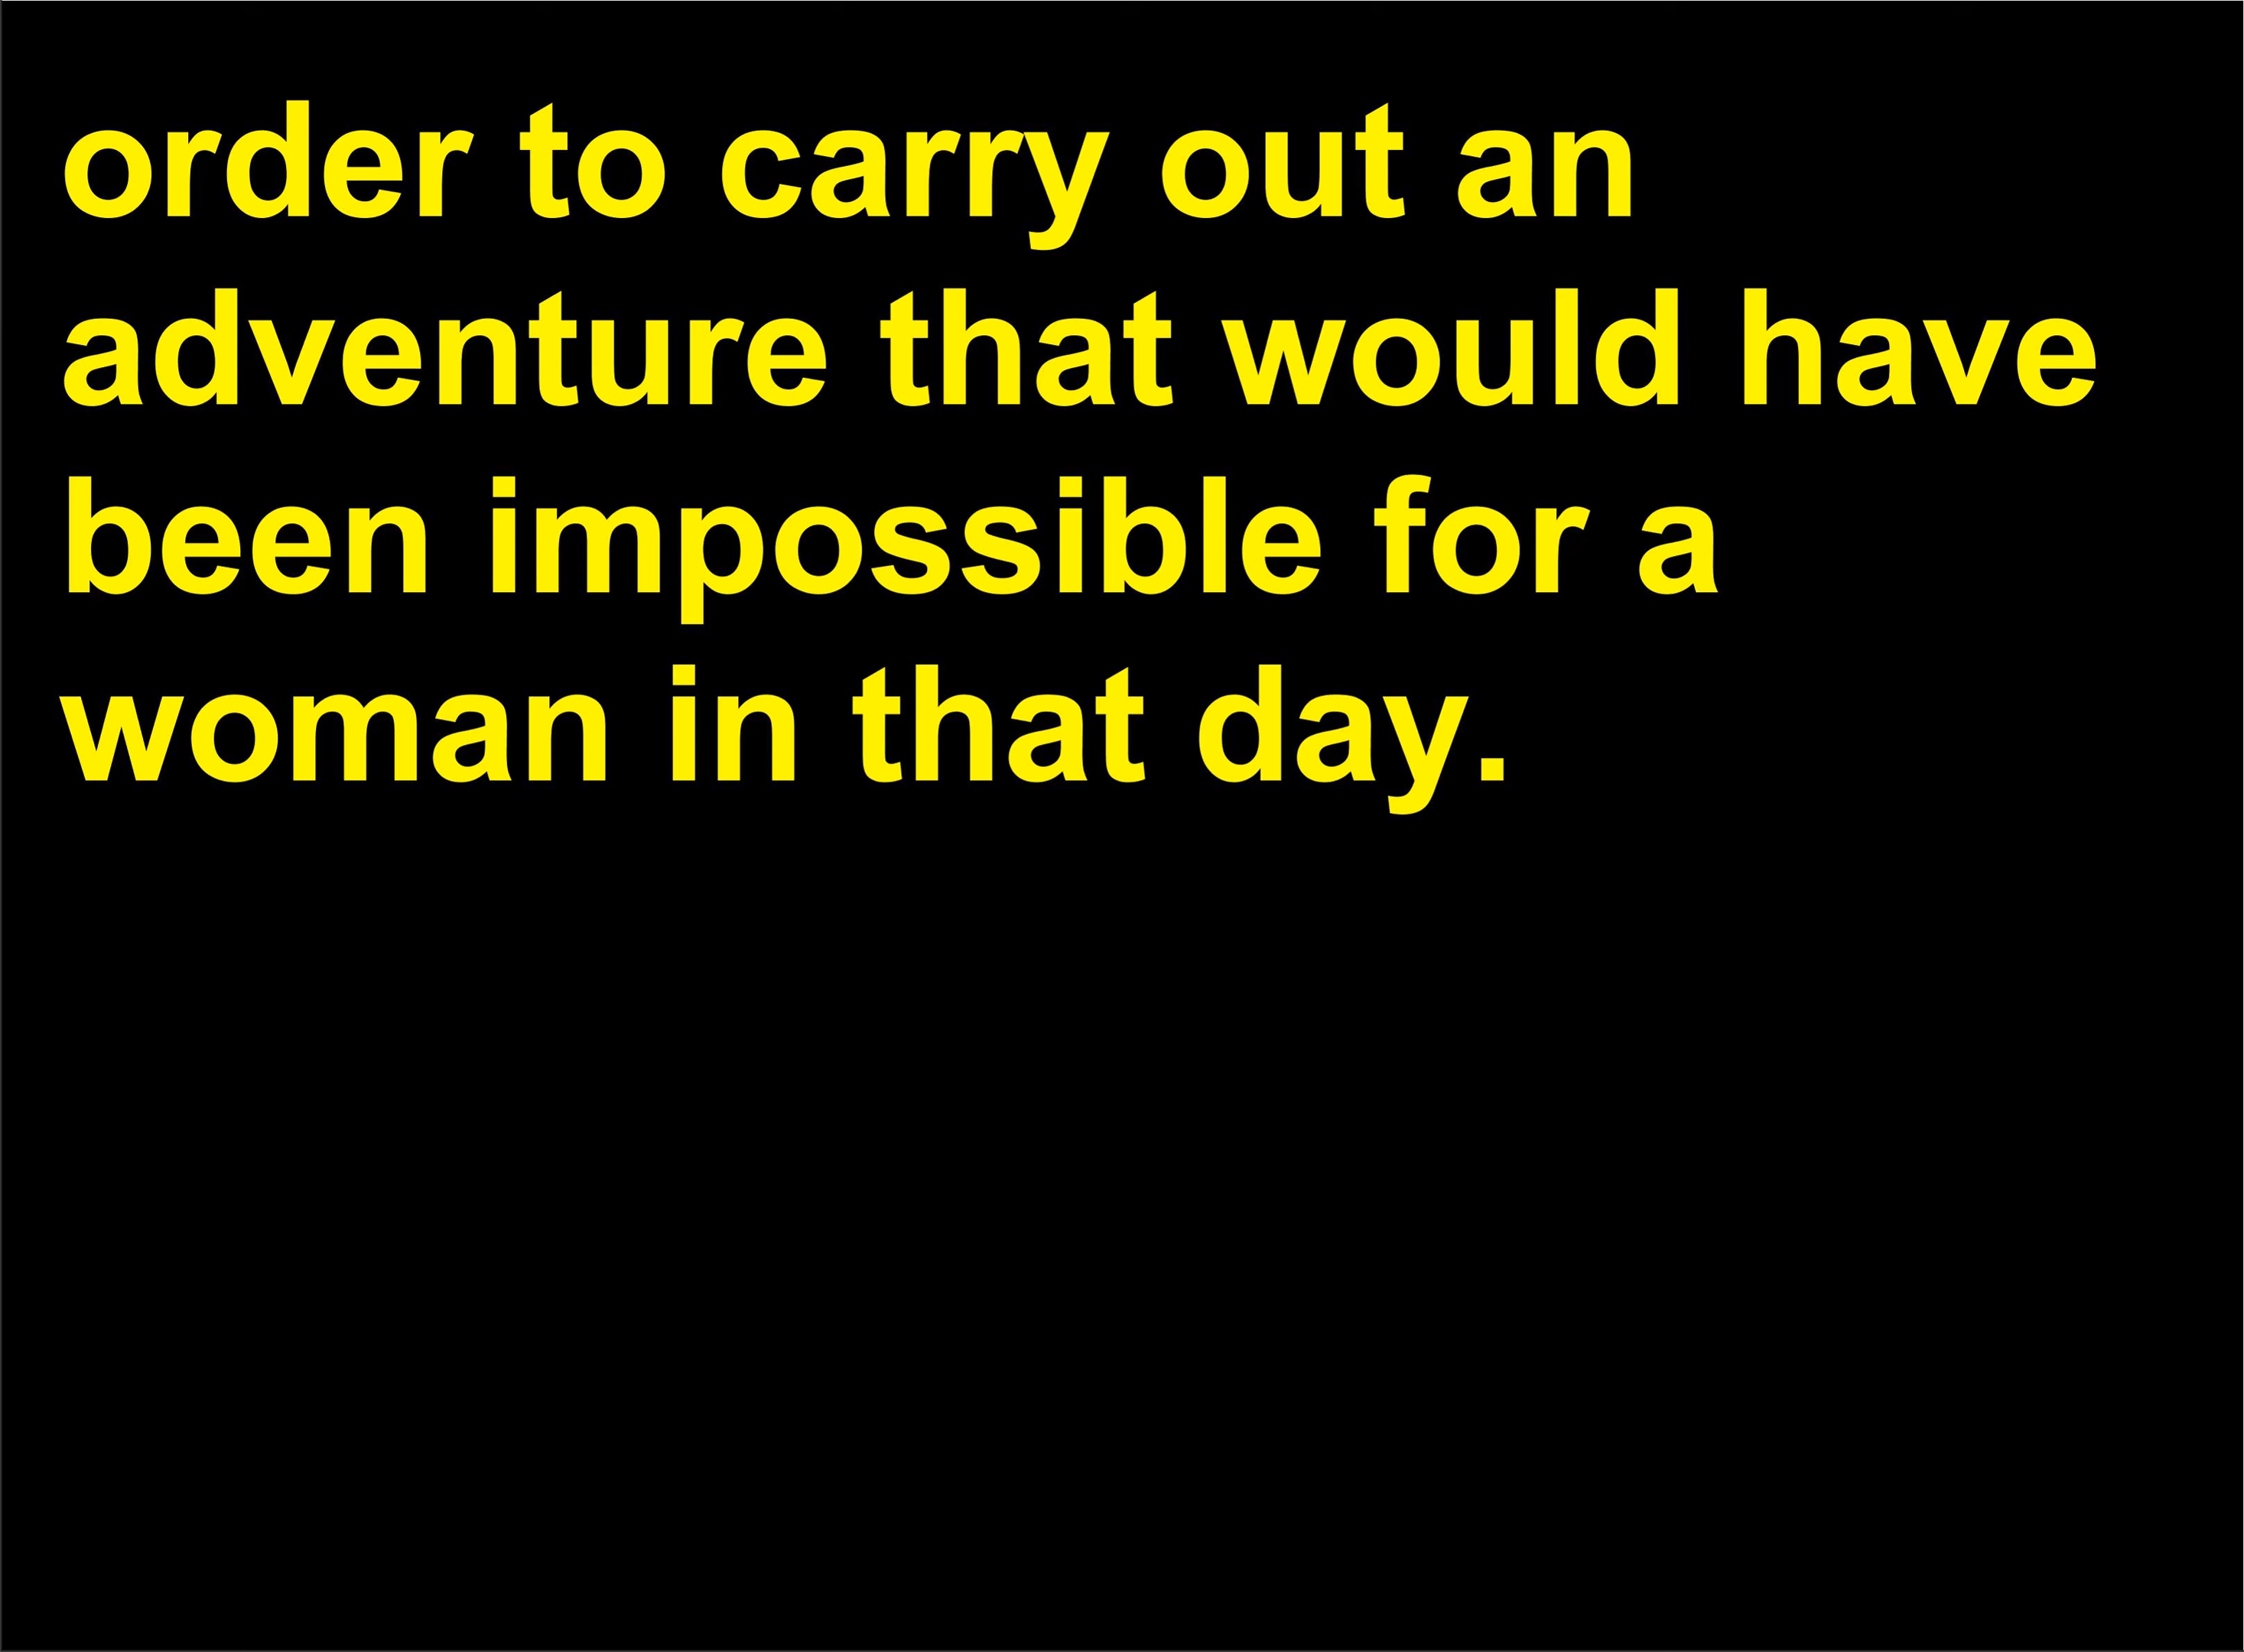 order to carry out an
adventure that would have
been impossible for a
woman in that day.